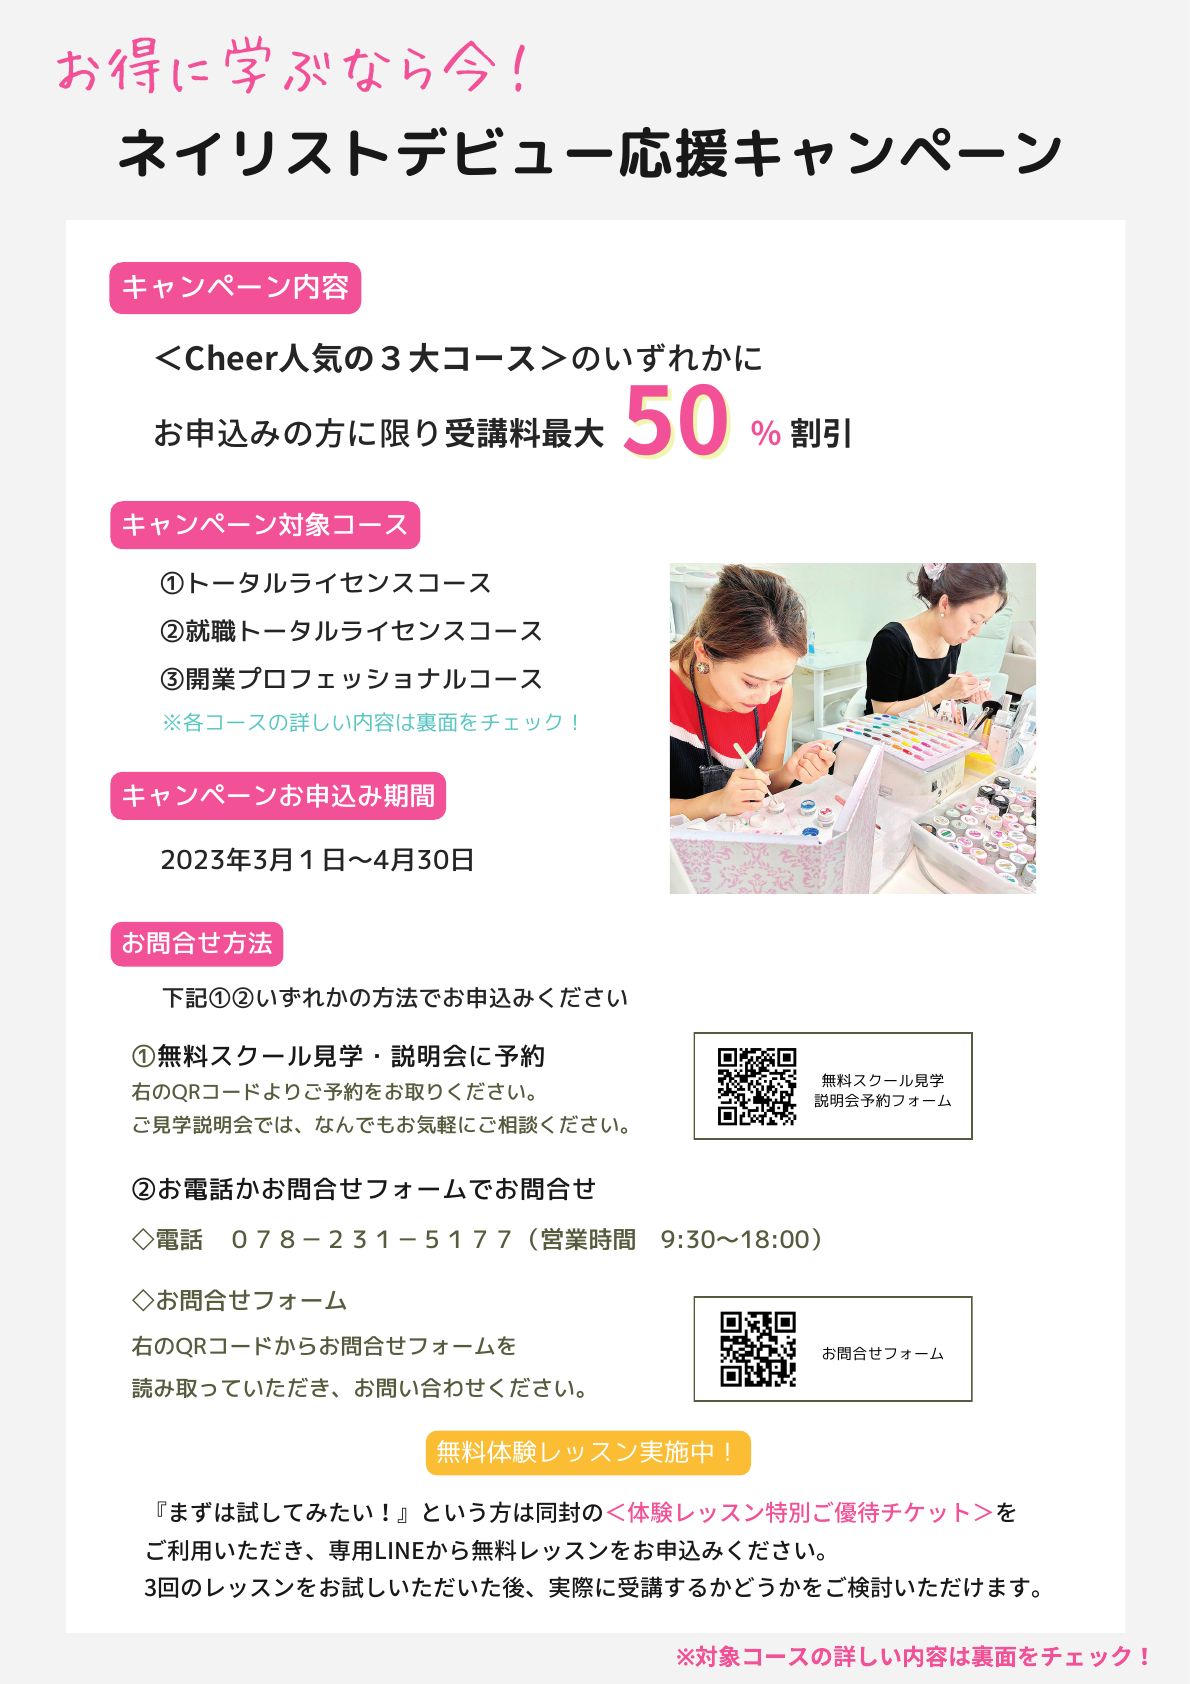 お得に学ぶなら今！
ネイリストデビュー応援キャンペーン
キャンペーン内容
＜Cheer人気の３大コース＞のいずれかに
お申込みの方に限り受講料最大 50 % 割引
キャンペーン対象コース
①トータルライセンスコース
②就職トータルライセンスコース
③開業プロフェッショナルコース
※各コースの詳しい内容は裏面をチェック！
キャンペーンお申込み期間
2023年3月１日〜4月30日
お問合せ方法
下記①②いずれかの方法でお申込みください
①無料スクール見学・説明会に予約
右のQRコードよりご予約をお取りください。
ご見学説明会では、なんでもお気軽にご相談ください。
無料スクール見学
説明会予約フォーム
②お電話かお問合せフォームでお問合せ
◇電話　０７８－２３１－５１７７（営業時間　9:30〜18:00）
◇お問合せフォーム
右のQRコードからお問合せフォームを
読み取っていただき、お問い合わせください。
お問合せフォーム
無料体験レッスン実施中！
『まずは試してみたい！』という方は同封の＜体験レッスン特別ご優待チケット＞を
ご利用いただき、専用LINEから無料レッスンをお申込みください。
3回のレッスンをお試しいただいた後、実際に受講するかどうかをご検討いただけます。
※対象コースの詳しい内容は裏面をチェック！